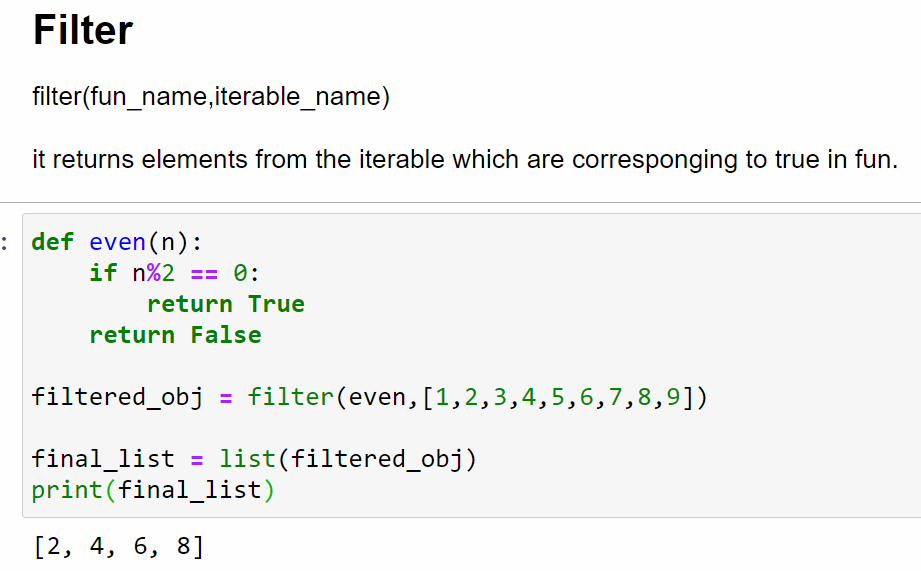 Filter
filter(fun_name,iterable_name)
it returns elements from the iterable which are corresponging to true in fun.
:
def even(n):
    if n%2 == 0:
        return True
    return False
filtered_obj = filter(even,[1,2,3,4,5,6,7,8,9])
final_list = list(filtered_obj)
print(final_list)
[2, 4, 6, 8]